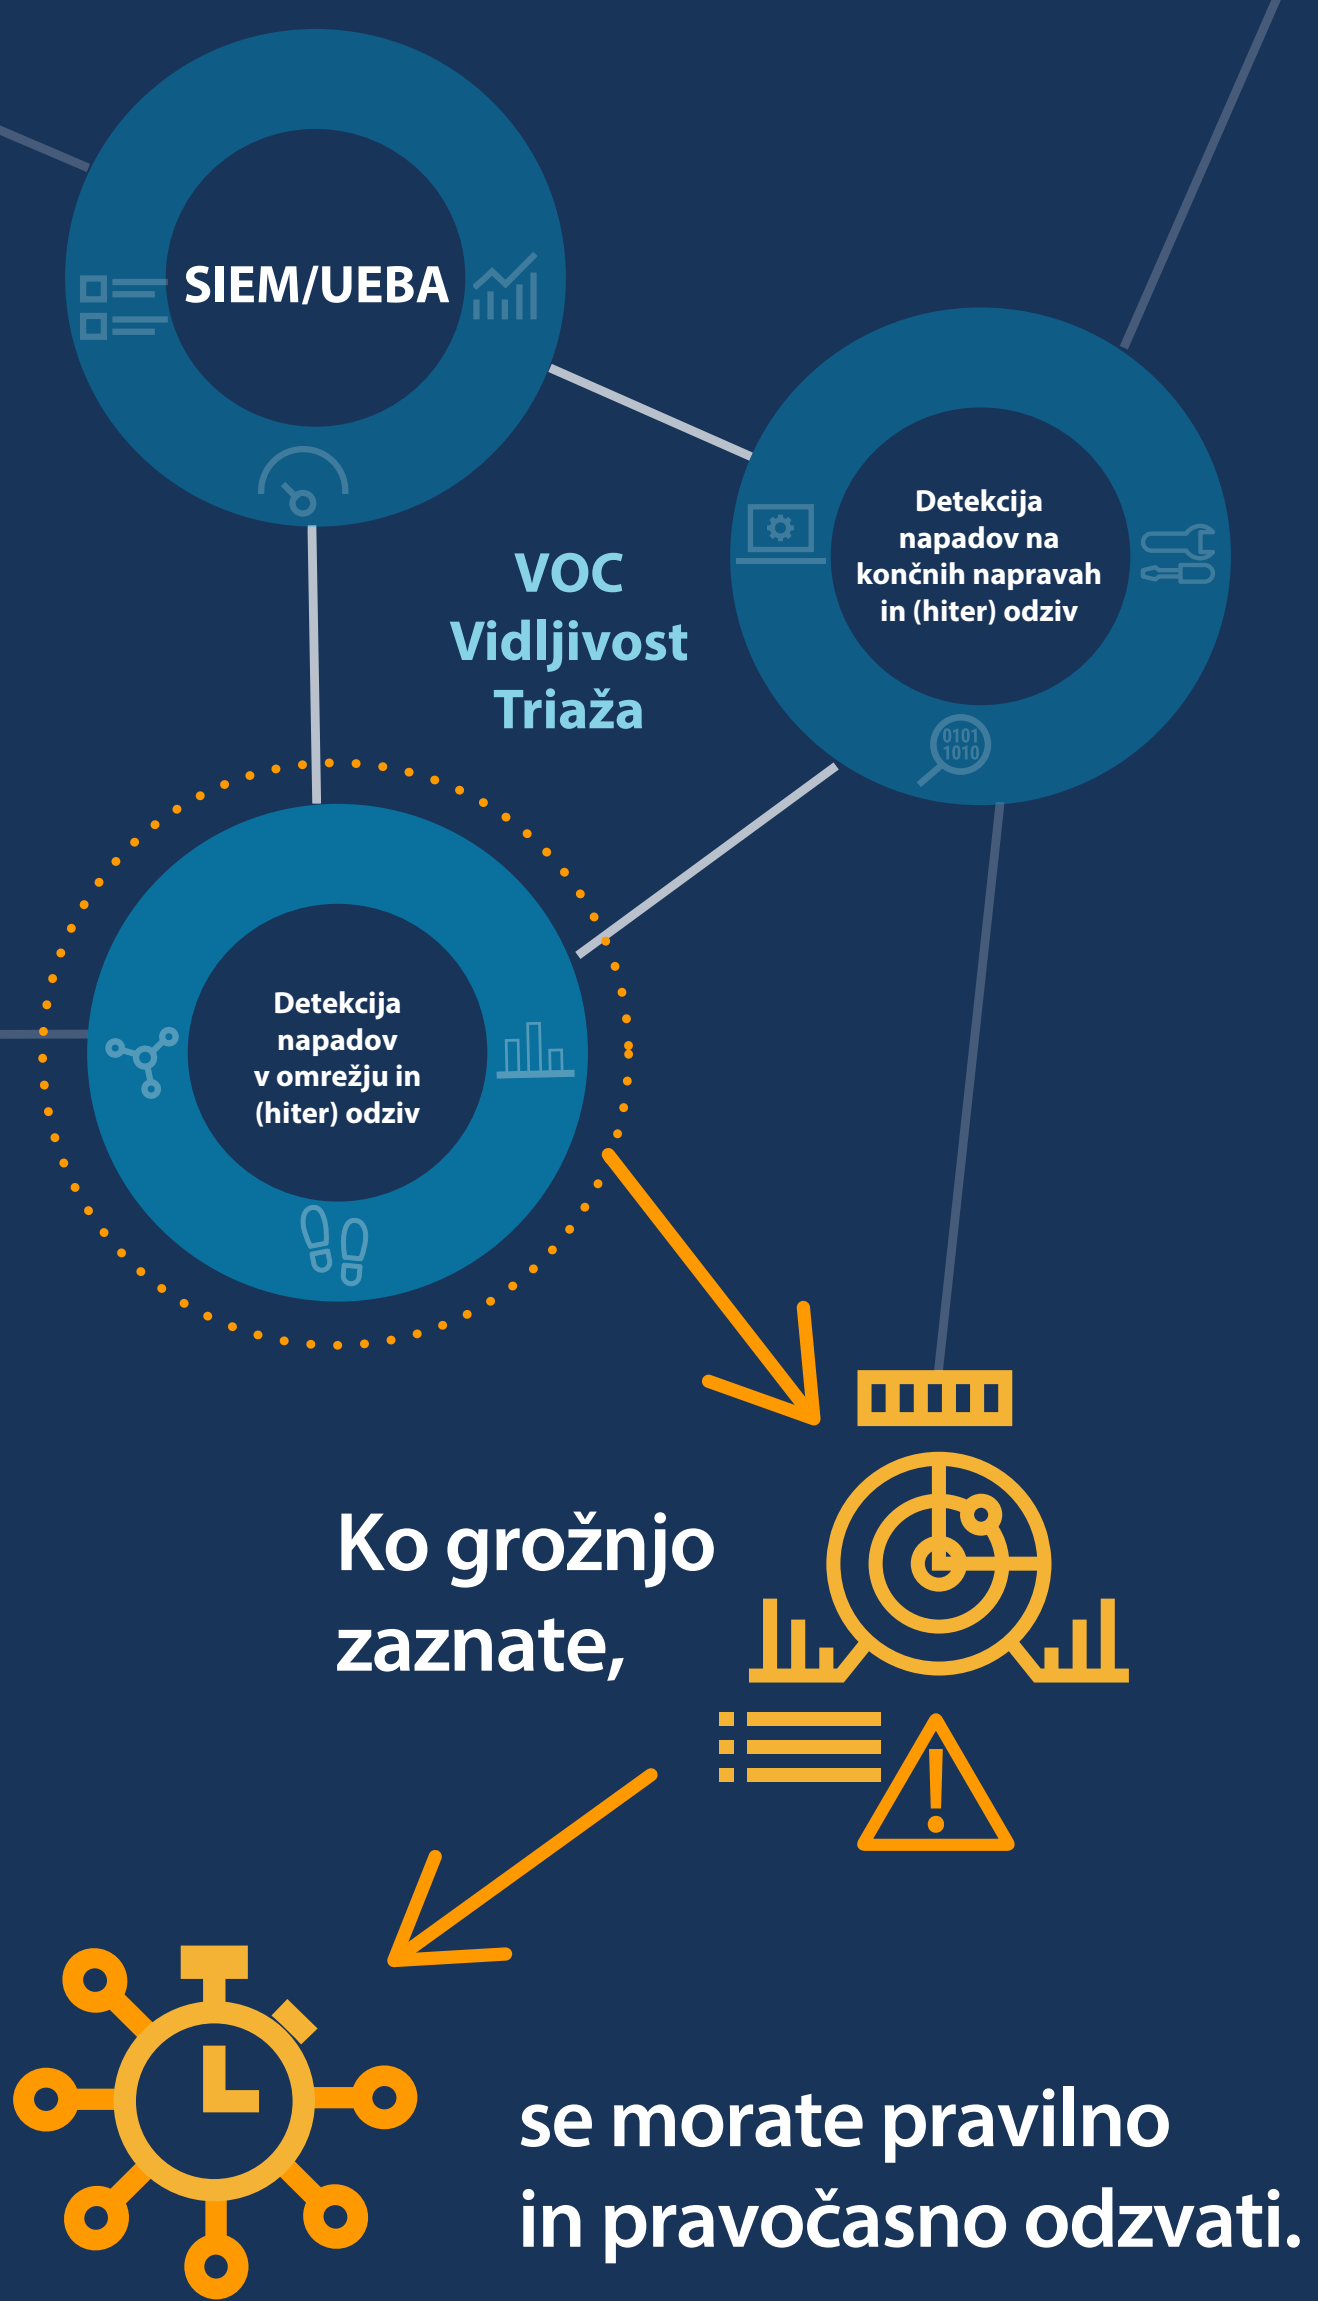 SIEM/UEBA
Detekcija
napadov na
končnih napravah
in (hiter) odziv
VOC
Vidljivost
Triaža
0101
1010
Detekcija
napadov
v omrežju in
(hiter) odziv
Ko grožnjo
zaznate,
se morate pravilno
in pravočasno odzvati.